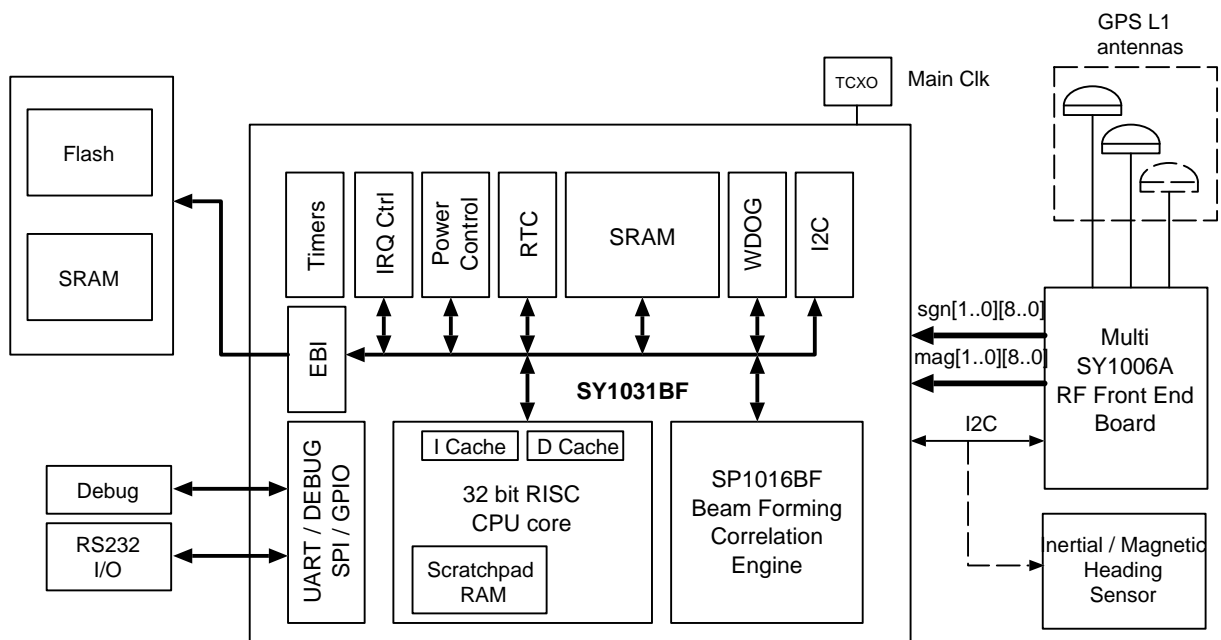 GPS L1
antennas
TCXO
Main Clk
Flash
SRAM
Timers
IRQ Ctrl
Power
Control
RTC
SRAM
WDOG
I2C
EBI
SY1031BF
sgn[1..0][8..0]
mag[1..0][8..0]
Multi
SY1006A
RF Front End
Board
I2C
I Cache
D Cache
32 bit RISC
CPU core
Scratchpad
RAM
SP1016BF
Beam Forming
Correlation
Engine
UART / DEBUG
SPI / GPIO
Debug
RS232
I/O
Inertial / Magnetic
Heading
Sensor